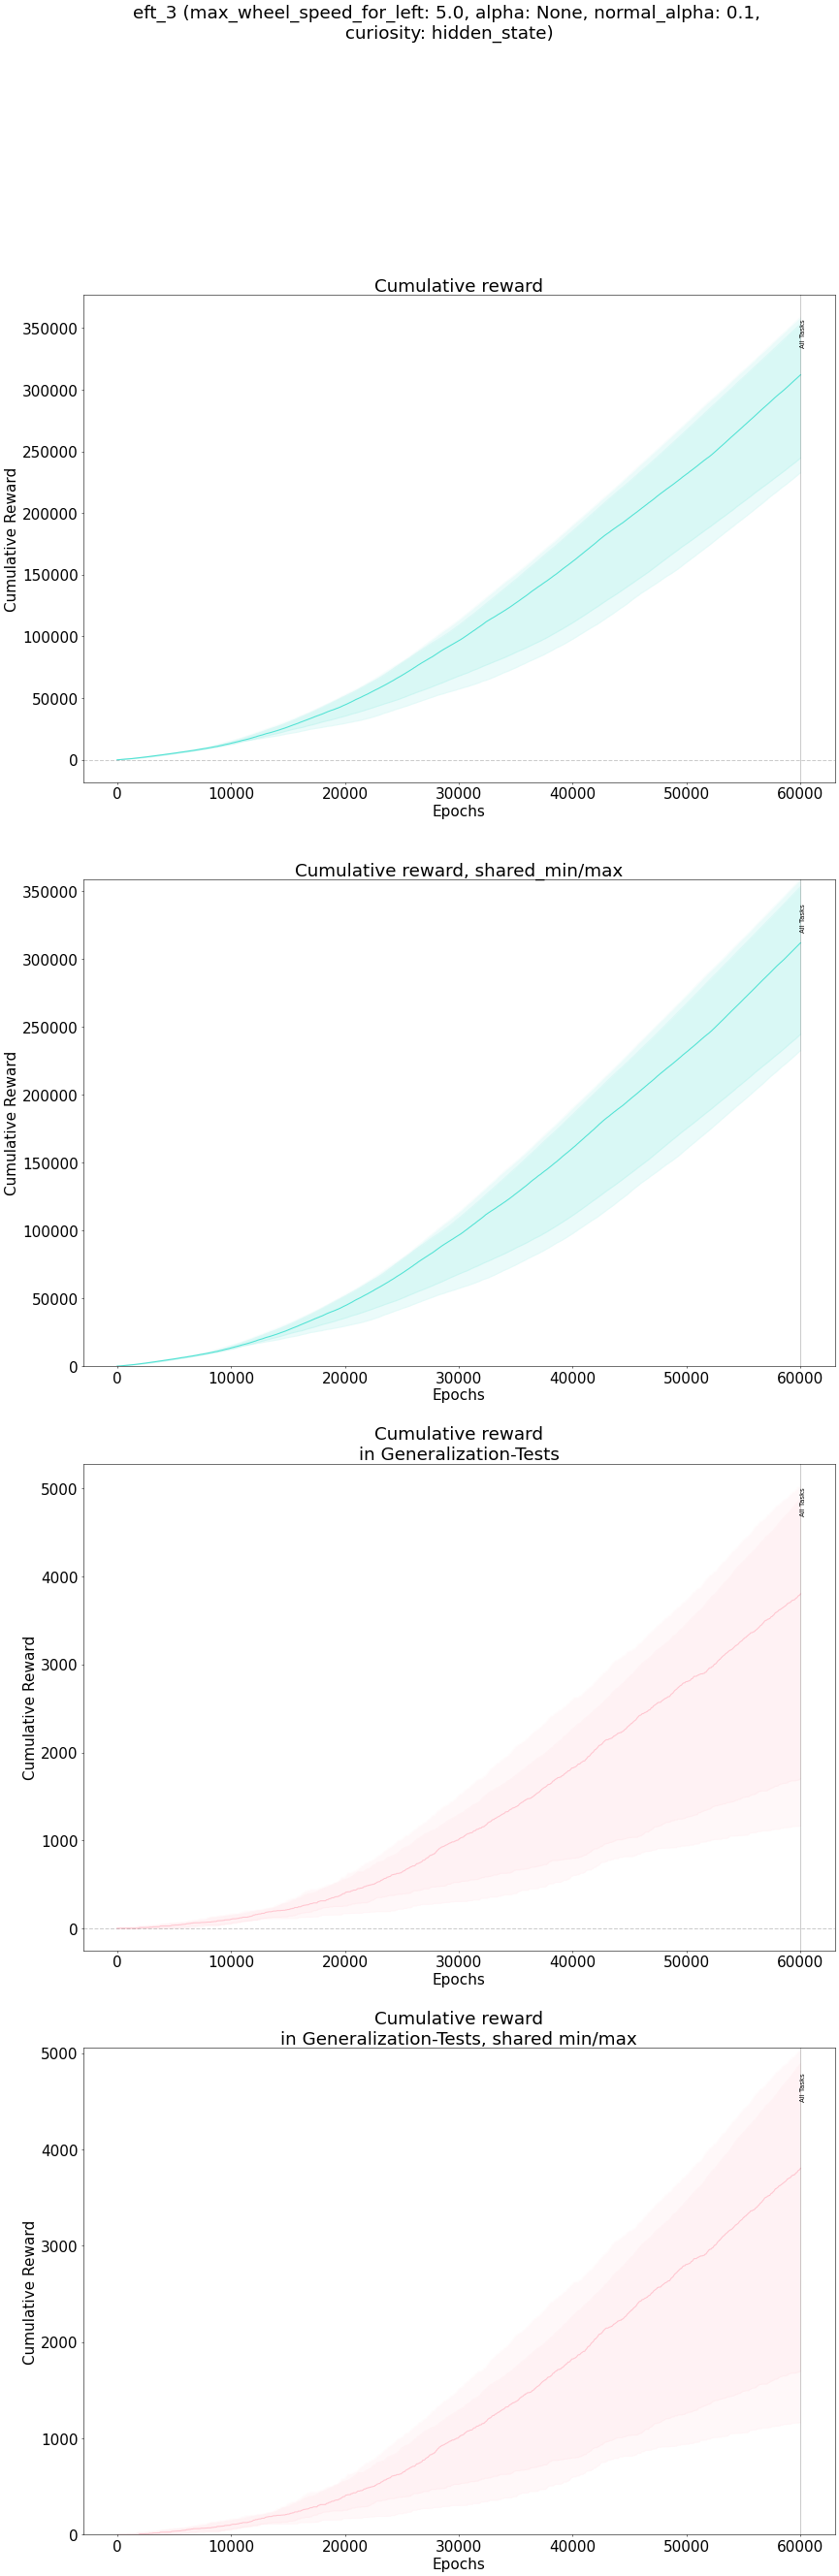 eft_3 (max_wheel_speed_for_left: 5.0, alpha: None, normal_alpha: 0.1,
curiosity: hidden_state)
Cumulative reward
350000
300000
250000
200000
150000
100000
50000
0
Cumulative Reward
All Tasks
0 10000 20000 30000 40000 50000 60000
Epochs
Cumulative reward, shared_min/max
350000
300000
250000
200000
150000
100000
50000
0
Cumulative Reward
All Tasks
0 10000 20000 30000 40000 50000 60000
Epochs
Cumulative reward
in Generalization-Tests
5000
4000
3000
2000
1000
0
Cumulative Reward
All Tasks
0 10000 20000 30000 40000 50000 60000
Epochs
Cumulative reward
in Generalization-Tests, shared min/max
5000
4000
3000
2000
1000
0
Cumulative Reward
All Tasks
0 10000 20000 30000 40000 50000 60000
Epochs